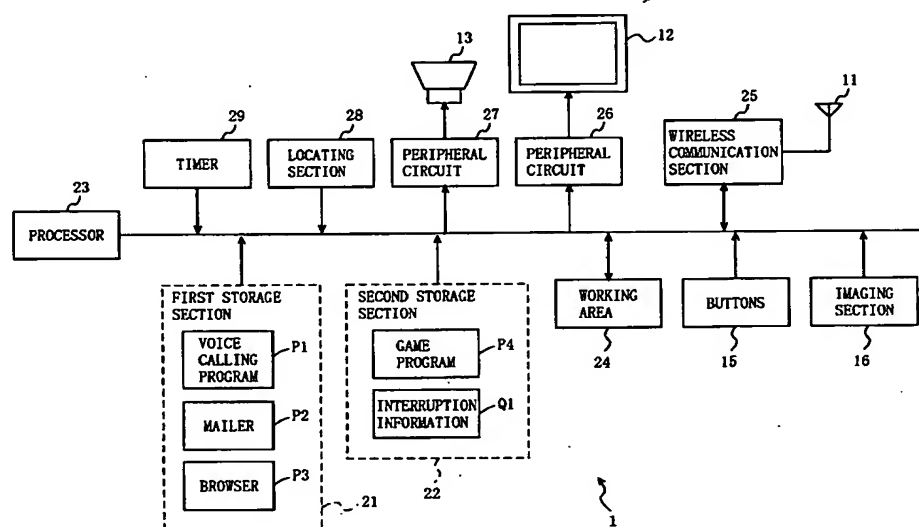 13
12
11
29
28
27
26
25
TIMER
LOCATING
SECTION
PERIPHERAL
CIRCUIT
PERIPHERAL
CIRCUIT
WIRELESS
COMMUNICATION
SECTION
23
PROCESSOR
FIRST STORAGE
SECTION
VOICE
CALLING
PROGRAM
P1
MAILER
P2
BROWSER
P3
21
SECOND STORAGE
SECTION
GAME
PROGRAM
P4
INTERRUPTION
INFORMATION
Q1
22
WORKING
AREA
24
BUTTONS
15
IMAGING
SECTION
16
1